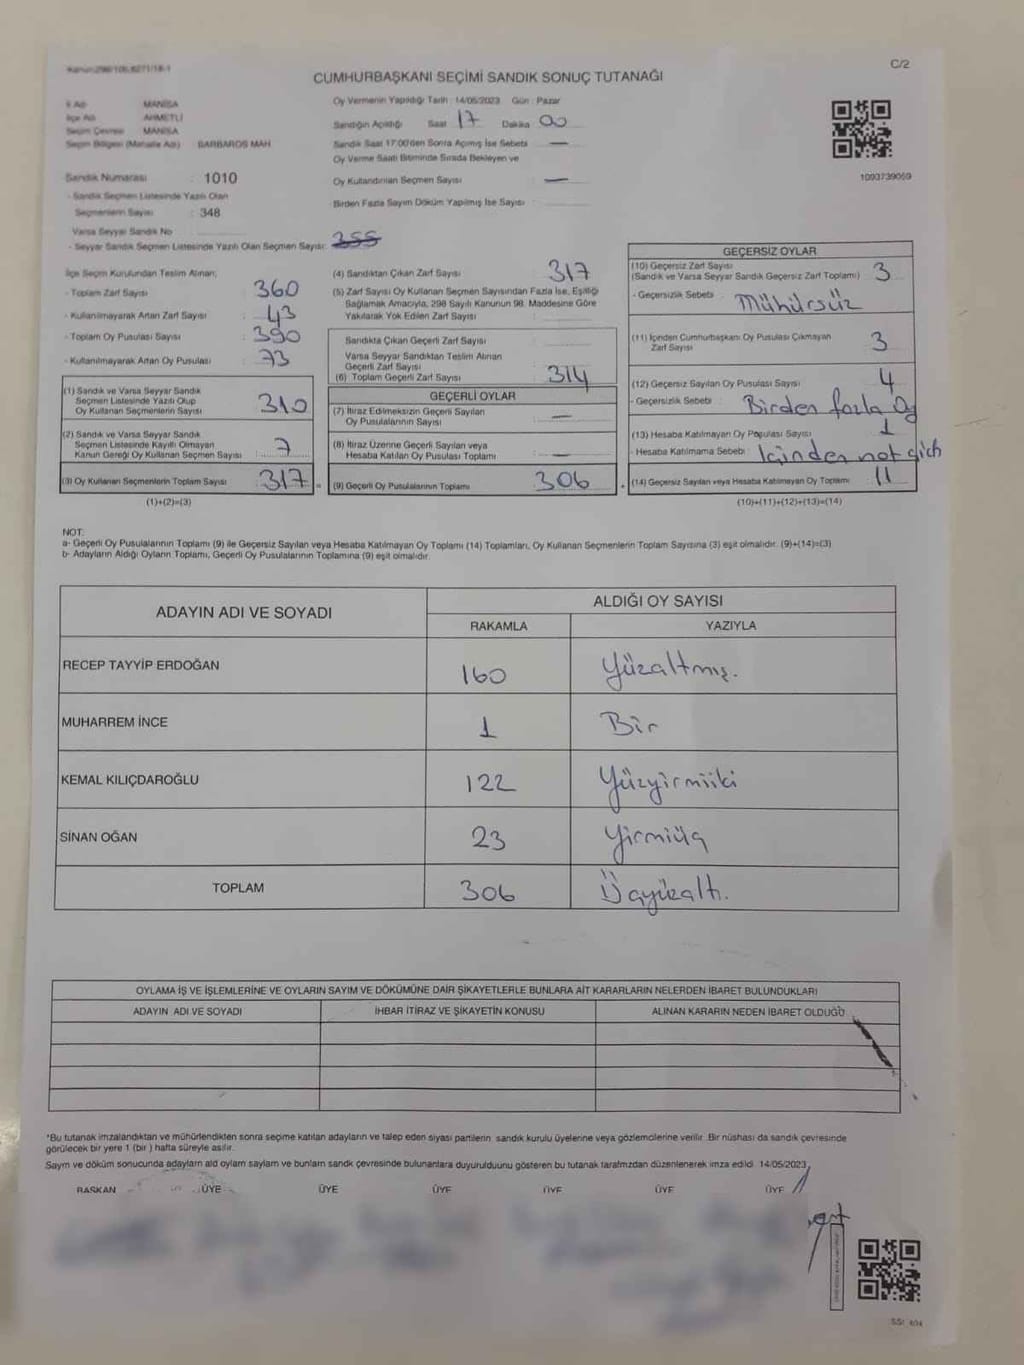 Kanun:298/105,6271/18-1
C/2
CUMHURBAŞKANI SEÇİMİ SANDIK SONUÇ TUTANAĞI
İl Adı MANİSA
İlçe Adı AHMETLİ
Seçim Çevresi MANİSA
Seçim Bölgesi (Mahalle Adı) BARBAROS MAH
Sandık Numarası : 1010
- Sandık Seçmen Listesinde Yazılı Olan
Seçmenlerin Sayısı : 348
Varsa Seyyar Sandık No
- Seyyar Sandık Seçmen Listesinde Yazılı Olan Seçmen Sayısı: 355
Oy Vermenin Yapıldığı Tarih : 14/05/2023 Gün : Pazar
Sandığın Açıldığı Saat 17 Dakika 00
Sandık Saat 17:00'den Sonra Açımış İse Sebebi —
Oy Verme Saati Bitiminde Sırada Bekleyen ve
Oy Kullandırılan Seçmen Sayısı —
Birden Fazla Sayım Döküm Yapılmış İse Sayısı :
1093739059
İlçe Seçim Kurulundan Teslim Alınan;
- Toplam Zarf Sayısı : 360
- Kullanılmayarak Artan Zarf Sayısı : 43
- Toplam Oy Pusulası Sayısı : 390
- Kullanılmayarak Artan Oy Pusulası : 73
(1) Sandık ve Varsa Seyyar Sandık
Seçmen Listesinde Yazılı Olup
Oy Kullanan Seçmenlerin Sayısı : 310
(2) Sandık ve Varsa Seyyar Sandık
Seçmen Listesinde Kayıtlı Olmayan
Kanun Gereği Oy Kullanan Seçmen Sayısı : 7
(3) Oy Kullanan Seçmenlerin Toplam Sayısı : 317
(1)+(2)=(3)
(4) Sandıktan Çıkan Zarf Sayısı : 317
(5) Zarf Sayısı Oy Kullanan Seçmen Sayısından Fazla İse, Eşitliği
Sağlamak Amacıyla, 298 Sayılı Kanunun 98. Maddesine Göre
Yakılarak Yok Edilen Zarf Sayısı :
Sandıkta Çıkan Geçerli Zarf Sayısı :
Varsa Seyyar Sandıktan Teslim Alınan
Geçerli Zarf Sayısı
(6) Toplam Geçerli Zarf Sayısı : 314
GEÇERLİ OYLAR
(7) İtiraz Edilmeksizin Geçerli Sayılan
Oy Pusulalarının Sayısı : —
(8) İtiraz Üzerine Geçerli Sayılan veya
Hesaba Katılan Oy Pusulası Toplamı : —
(9) Geçerli Oy Pusulalarının Toplamı : 306
GEÇERSİZ OYLAR
(10) Geçersiz Zarf Sayısı
(Sandık ve Varsa Seyyar Sandık Geçersiz Zarf Toplamı) : 3
- Geçersizlik Sebebi : Mühürsüz
(11) İçinden Cumhurbaşkanı Oy Pusulası Çıkmayan
Zarf Sayısı : 3
(12) Geçersiz Sayılan Oy Pusulası Sayısı : 4
- Geçersizlik Sebebi : Birden fazla Oy
(13) Hesaba Katılmayan Oy Pusulası Sayısı : 1
- Hesaba Katılmama Sebebi : İçinden not
(14) Geçersiz Sayılan veya Hesaba Katılmayan Oy Toplamı : 11
(10)+(11)+(12)+(13)=(14)
NOT:
a- Geçerli Oy Pusulalarının Toplamı (9) ile Geçersiz Sayılan veya Hesaba Katılmayan Oy Toplamı (14) Toplamları, Oy Kullanan Seçmenlerin Toplam Sayısına (3) eşit olmalıdır. (9)+(14)=(3)
b- Adayların Aldığı Oyların Toplamı, Geçerli Oy Pusulalarının Toplamına (9) eşit olmalıdır.
ADAYIN ADI VE SOYADI
ALDIĞI OY SAYISI
RAKAMLA YAZIYLA
RECEP TAYYİP ERDOĞAN 160 Yüzaltmış.
MUHARREM İNCE 1 Bir
KEMAL KILIÇDAROĞLU 122 Yüzyirmiiki
SİNAN OĞAN 23 Yirmiüç
TOPLAM 306 Üçyüzaltı.
OYLAMA İŞ VE İŞLEMLERİNE VE OYLARIN SAYIM VE DÖKÜMÜNE DAİR ŞİKAYETLERLE BUNLARA AİT KARARLARIN NELERDEN İBARET BULUNDUKLARI
ADAYIN ADI VE SOYADI İHBAR İTİRAZ VE ŞİKAYETİN KONUSU ALINAN KARARIN NEDEN İBARET OLDUĞU
*Bu tutanak imzalandıktan ve mühürlendikten sonra seçime katılan adayların ve talep eden siyasi partilerin sandık kurulu üyelerine veya gözlemcilerine verilir. Bir nüshası da sandık çevresinde
görülecek bir yere 1 (bir ) hafta süreyle asılır.
Sayım ve döküm sonucunda adayların ald oyların sayılarn bunlarn sandk çevresinde bulunanlara duyurulduunu gösteren bu tutanak tarafmzdan düzenlenerek imza edildi. 14/05/2023
BAŞKAN ÜYE ÜYE ÜYE ÜYE ÜYE ÜYE